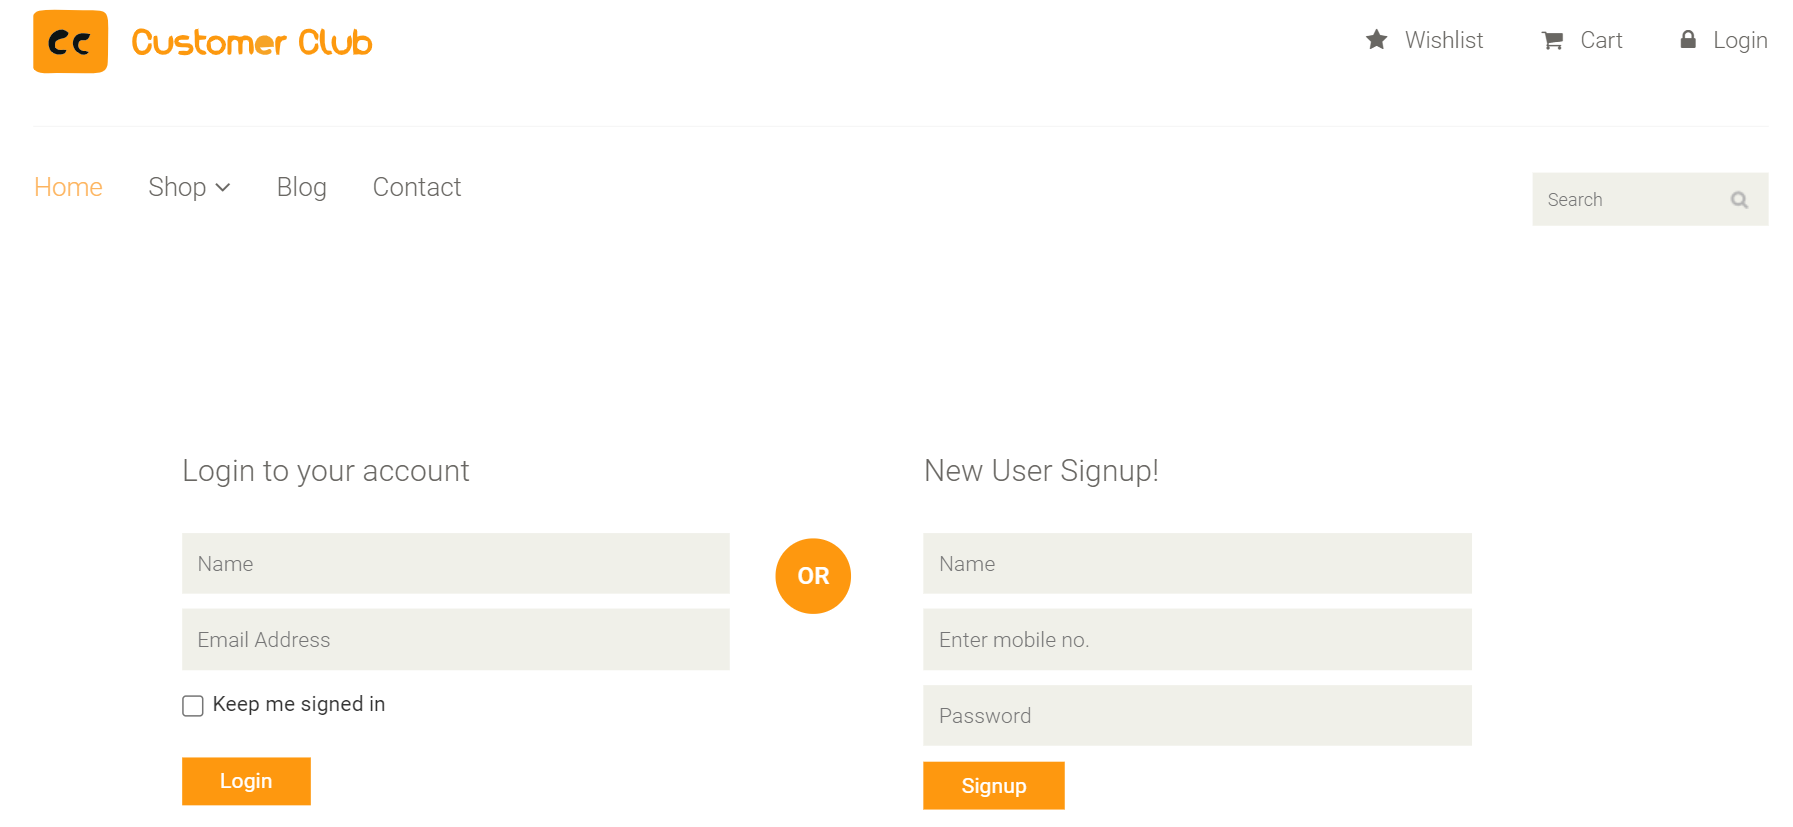 cc Customer Club
Wishlist Cart Login
Home Shop Blog Contact
Search
Login to your account
Name
Email Address
Keep me signed in
Login
OR
New User Signup!
Name
Enter mobile no.
Password
Signup